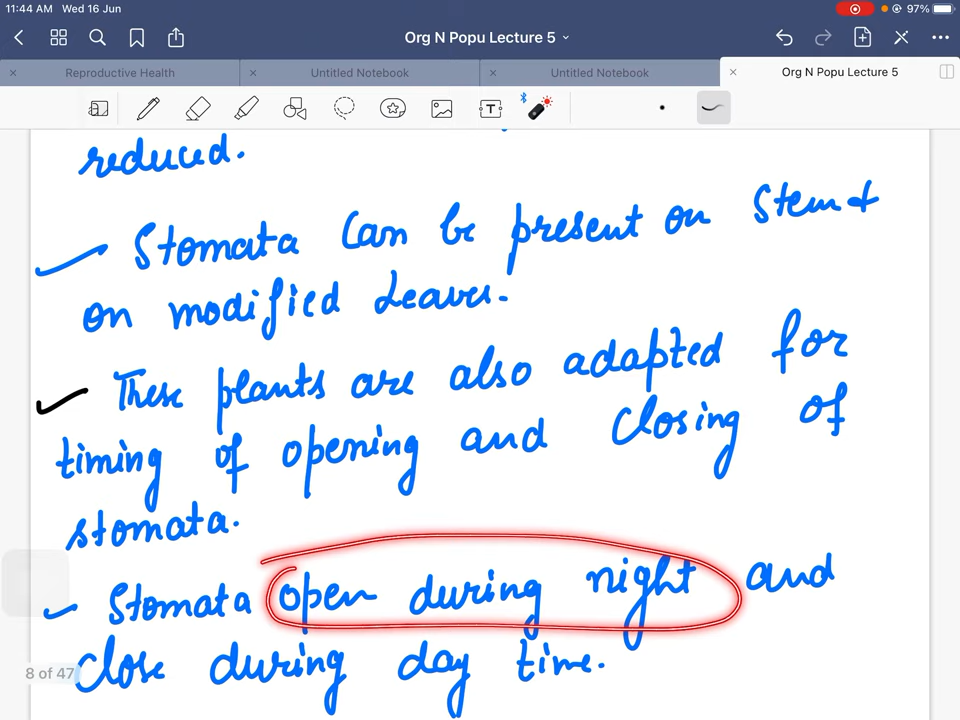 11:44 AM Wed 16 Jun
97%
Org N Popu Lecture 5
Reproductive Health
Untitled Notebook
Untitled Notebook
Org N Popu Lecture 5
T
reduced.
Stomata can be present on Stem &
on modified Leaves.
These plants are also adapted for
timing of opening and closing of
stomata.
Stomata open during night and
close during day time.
8 of 47